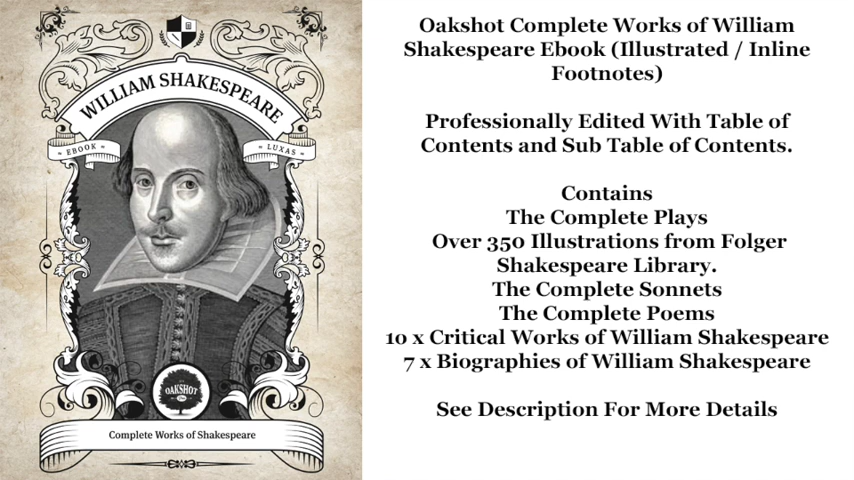 WILLIAM SHAKESPEARE
EBOOK
LUXAS
OAKSHOT
Complete Works of Shakespeare
Oakshot Complete Works of William
Shakespeare Ebook (Illustrated / Inline
Footnotes)
Professionally Edited With Table of
Contents and Sub Table of Contents.
Contains
The Complete Plays
Over 350 Illustrations from Folger
Shakespeare Library.
The Complete Sonnets
The Complete Poems
10 x Critical Works of William Shakespeare
7 x Biographies of William Shakespeare
See Description For More Details